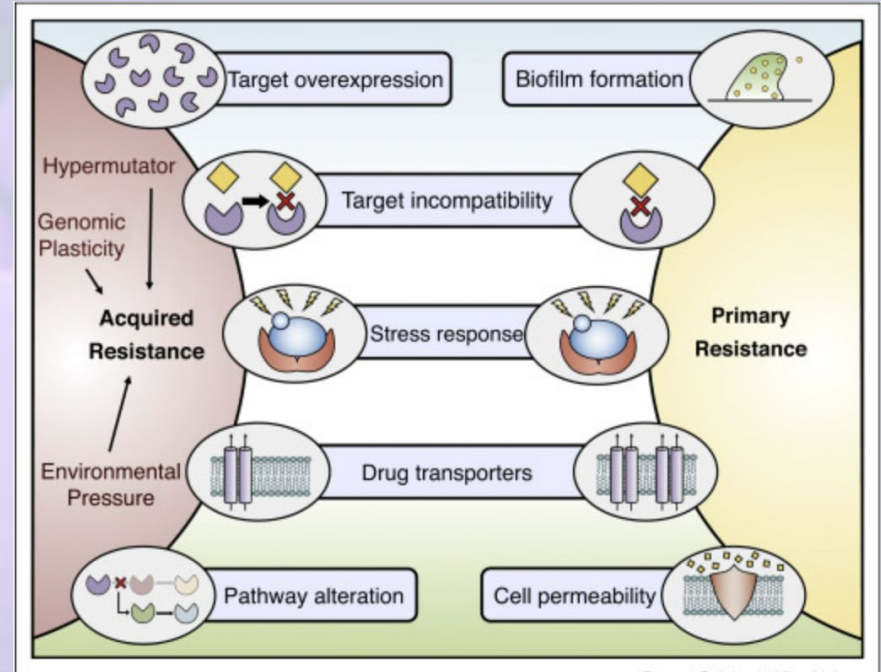 Target overexpression
Biofilm formation
Hypermutator
Target incompatibility
Genomic
Plasticity
Acquired
Resistance
Stress response
Primary
Resistance
Environmental
Pressure
Drug transporters
Pathway alteration
Cell permeability